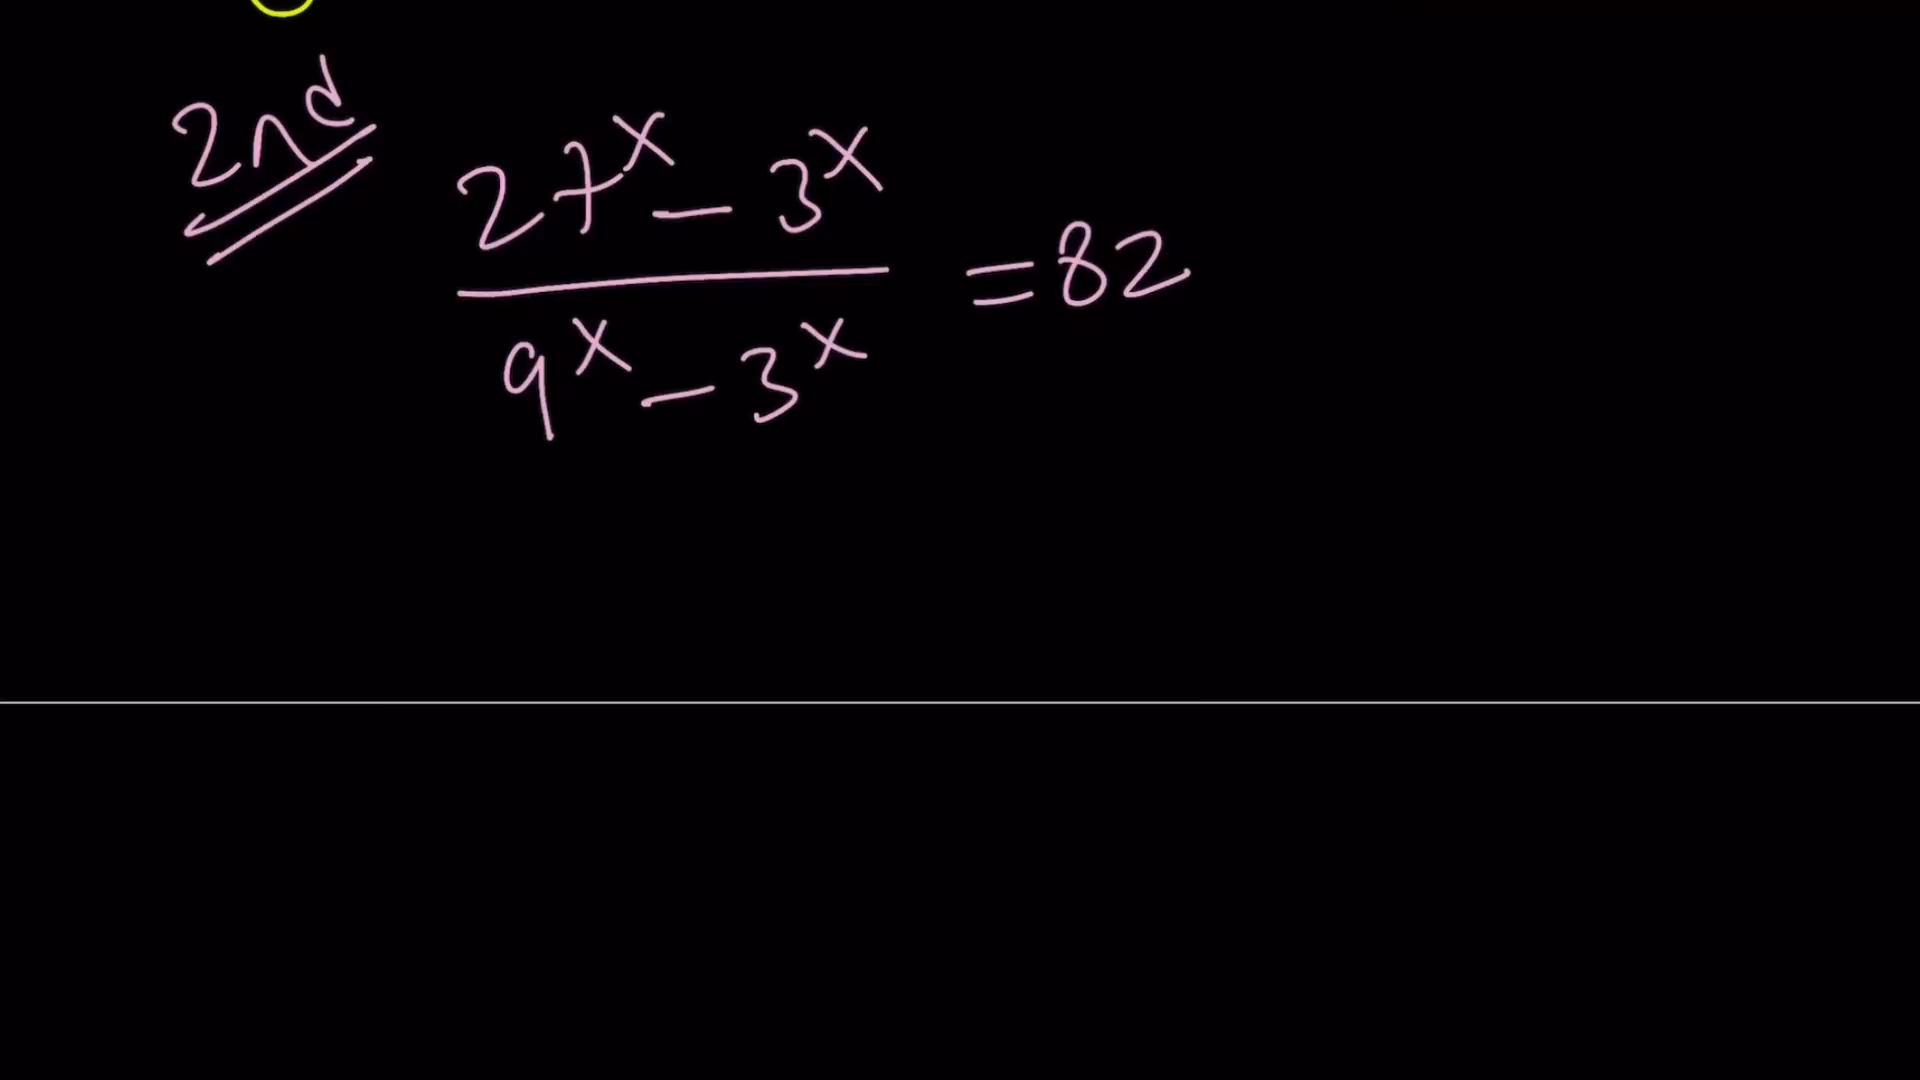 2nd
27^x - 3^x
9^x - 3^x
= 82